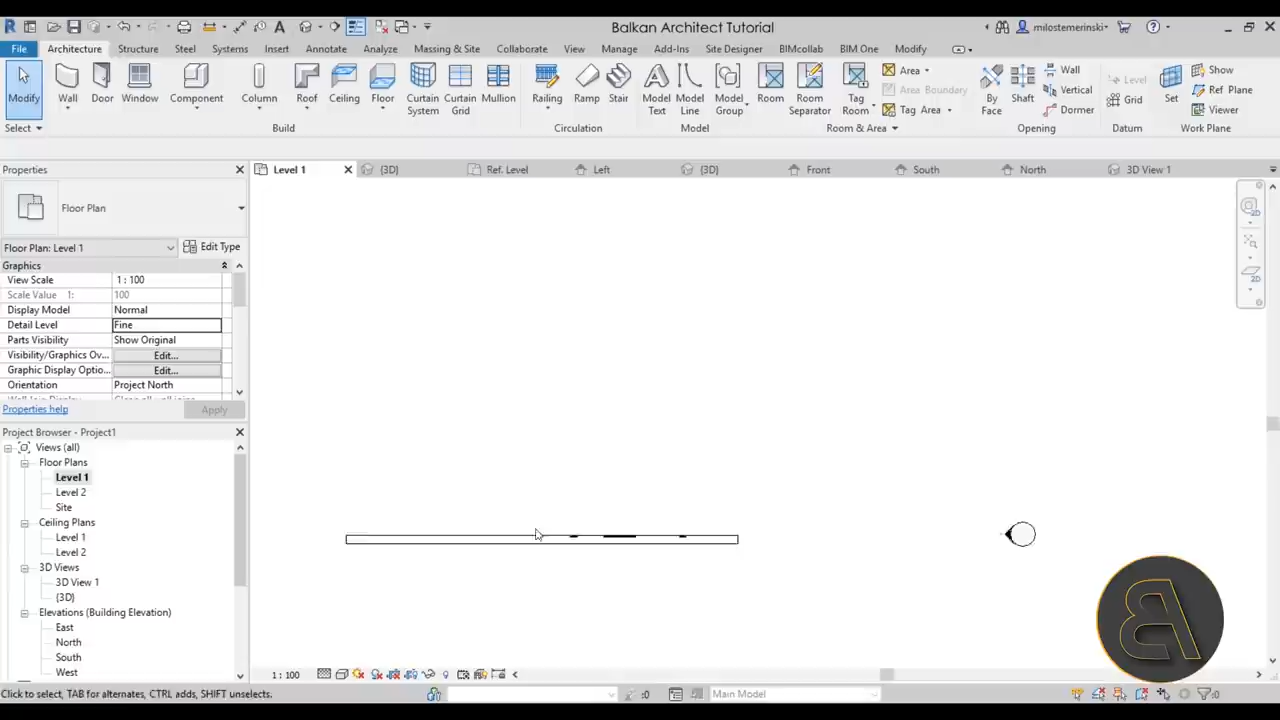 Balkan Architect Tutorial
milostemerinski
File Architecture Structure Steel Systems Insert Annotate Analyze Massing & Site Collaborate View Manage Add-Ins Site Designer BIMcollab BIM One Modify
Modify Wall Door Window Component Column Roof Ceiling Floor Curtain System Curtain Grid Mullion Railing Ramp Stair Model Text Model Line Model Group Room Room Separator Tag Room
Area
Area Boundary
Tag Area
By Face Shaft
Wall
Vertical
Dormer
Level
Grid
Set
Show
Ref Plane
Viewer
Select Build Circulation Model Room & Area Opening Datum Work Plane
Properties
Level 1 {3D} Ref. Level Left {3D} Front South North 3D View 1
Floor Plan
Floor Plan: Level 1 Edit Type
Graphics
View Scale 1 : 100
Scale Value 1: 100
Display Model Normal
Detail Level Fine
Parts Visibility Show Original
Visibility/Graphics Ov... Edit...
Graphic Display Optio... Edit...
Orientation Project North
Properties help Apply
Project Browser - Project1
Views (all)
Floor Plans
Level 1
Level 2
Site
Ceiling Plans
Level 1
Level 2
3D Views
3D View 1
{3D}
Elevations (Building Elevation)
East
North
South
West
1 : 100
Click to select, TAB for alternates, CTRL adds, SHIFT unselects.
:0
Main Model
:0